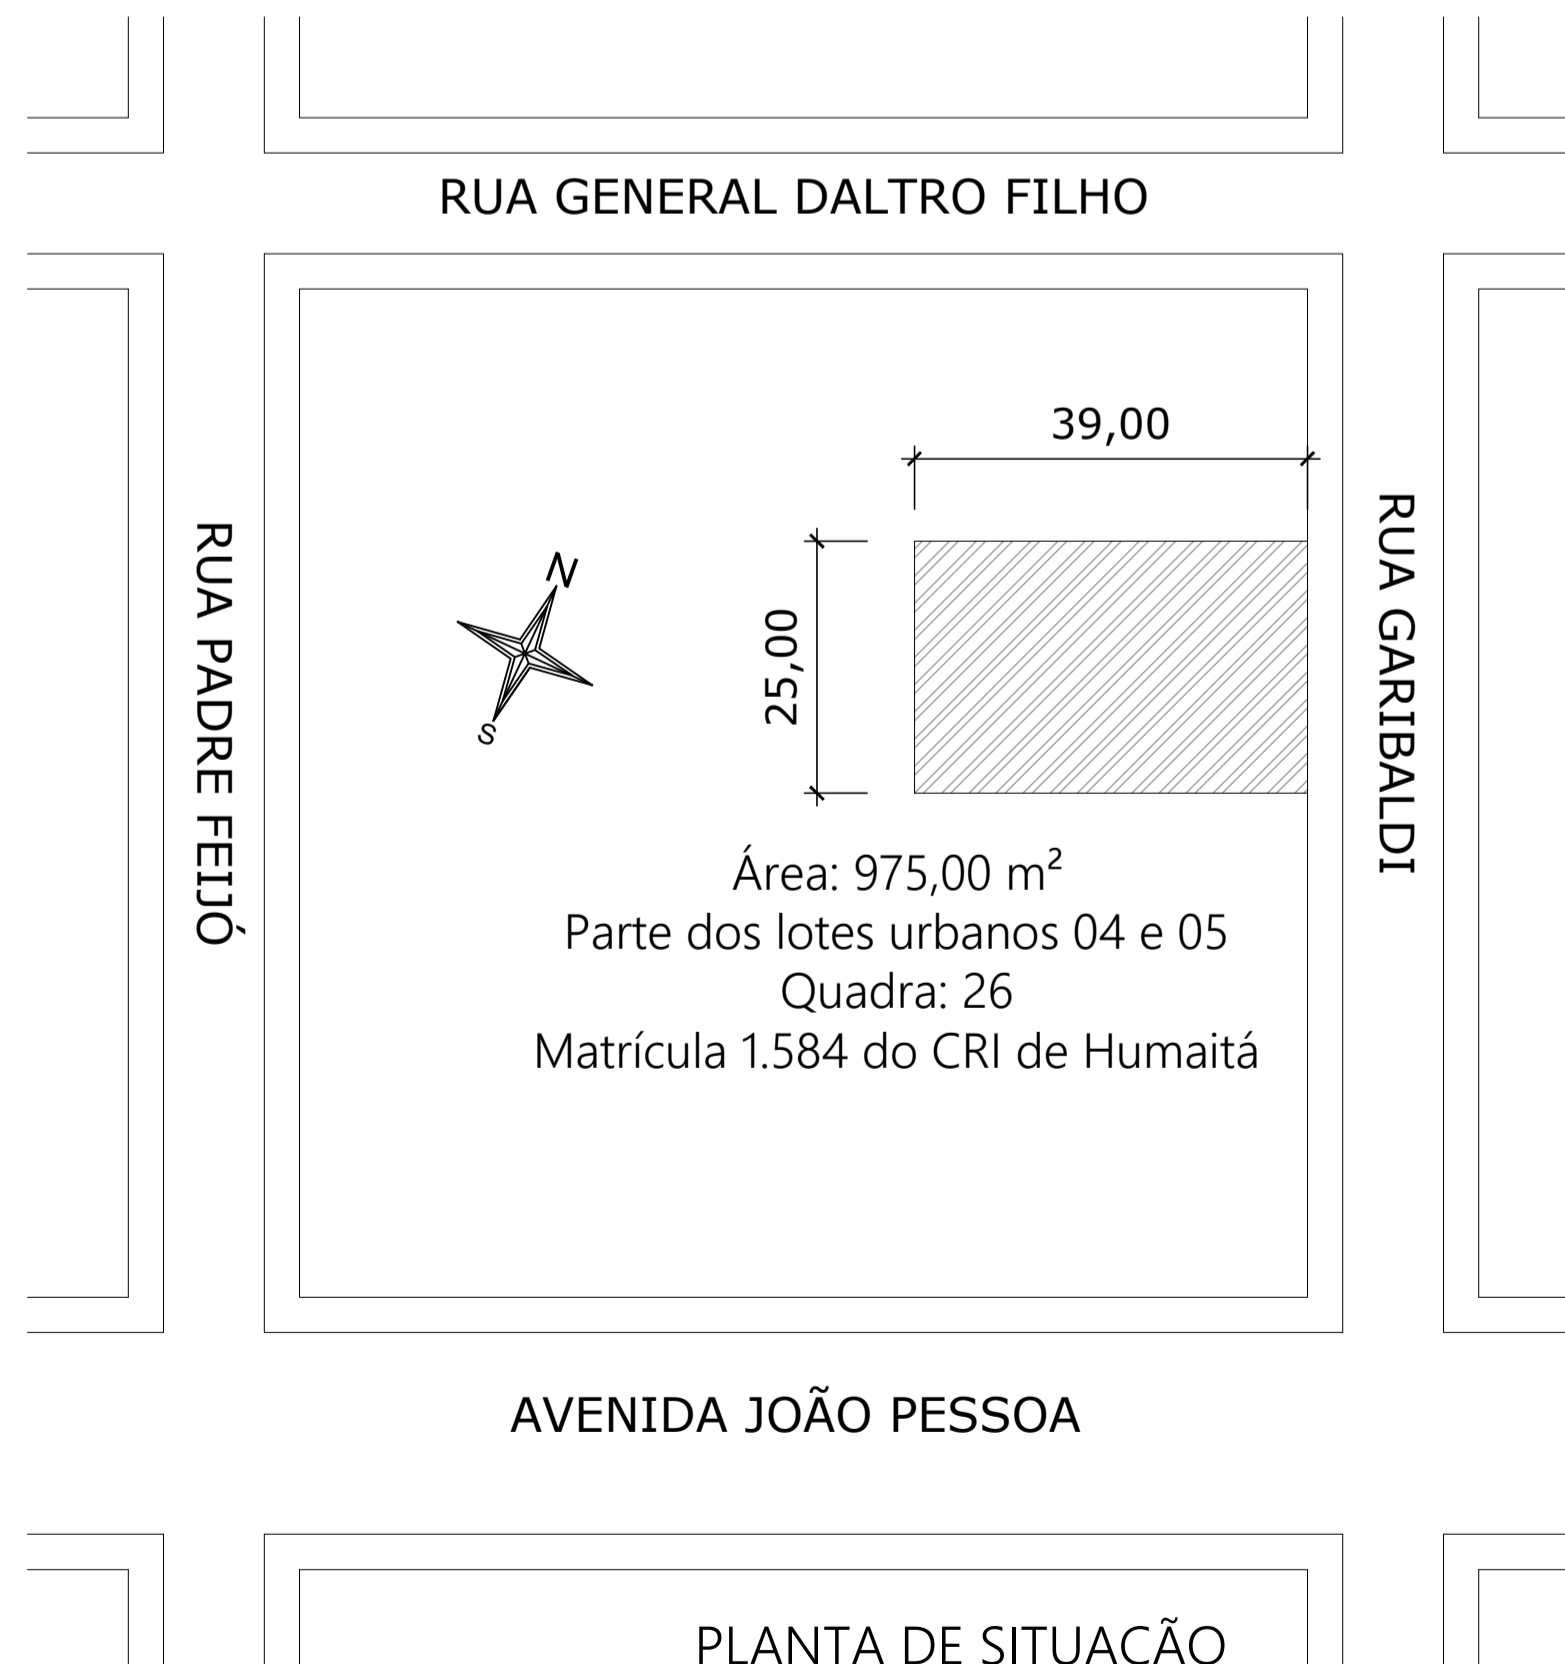 RUA GENERAL DALTRO FILHO
39,00
RUA PADRE FEIJÓ
N
S
25,00
RUA GARIBALDI
Área: 975,00 m²
Parte dos lotes urbanos 04 e 05
Quadra: 26
Matrícula 1.584 do CRI de Humaitá
AVENIDA JOÃO PESSOA
PLANTA DE SITUAÇÃO